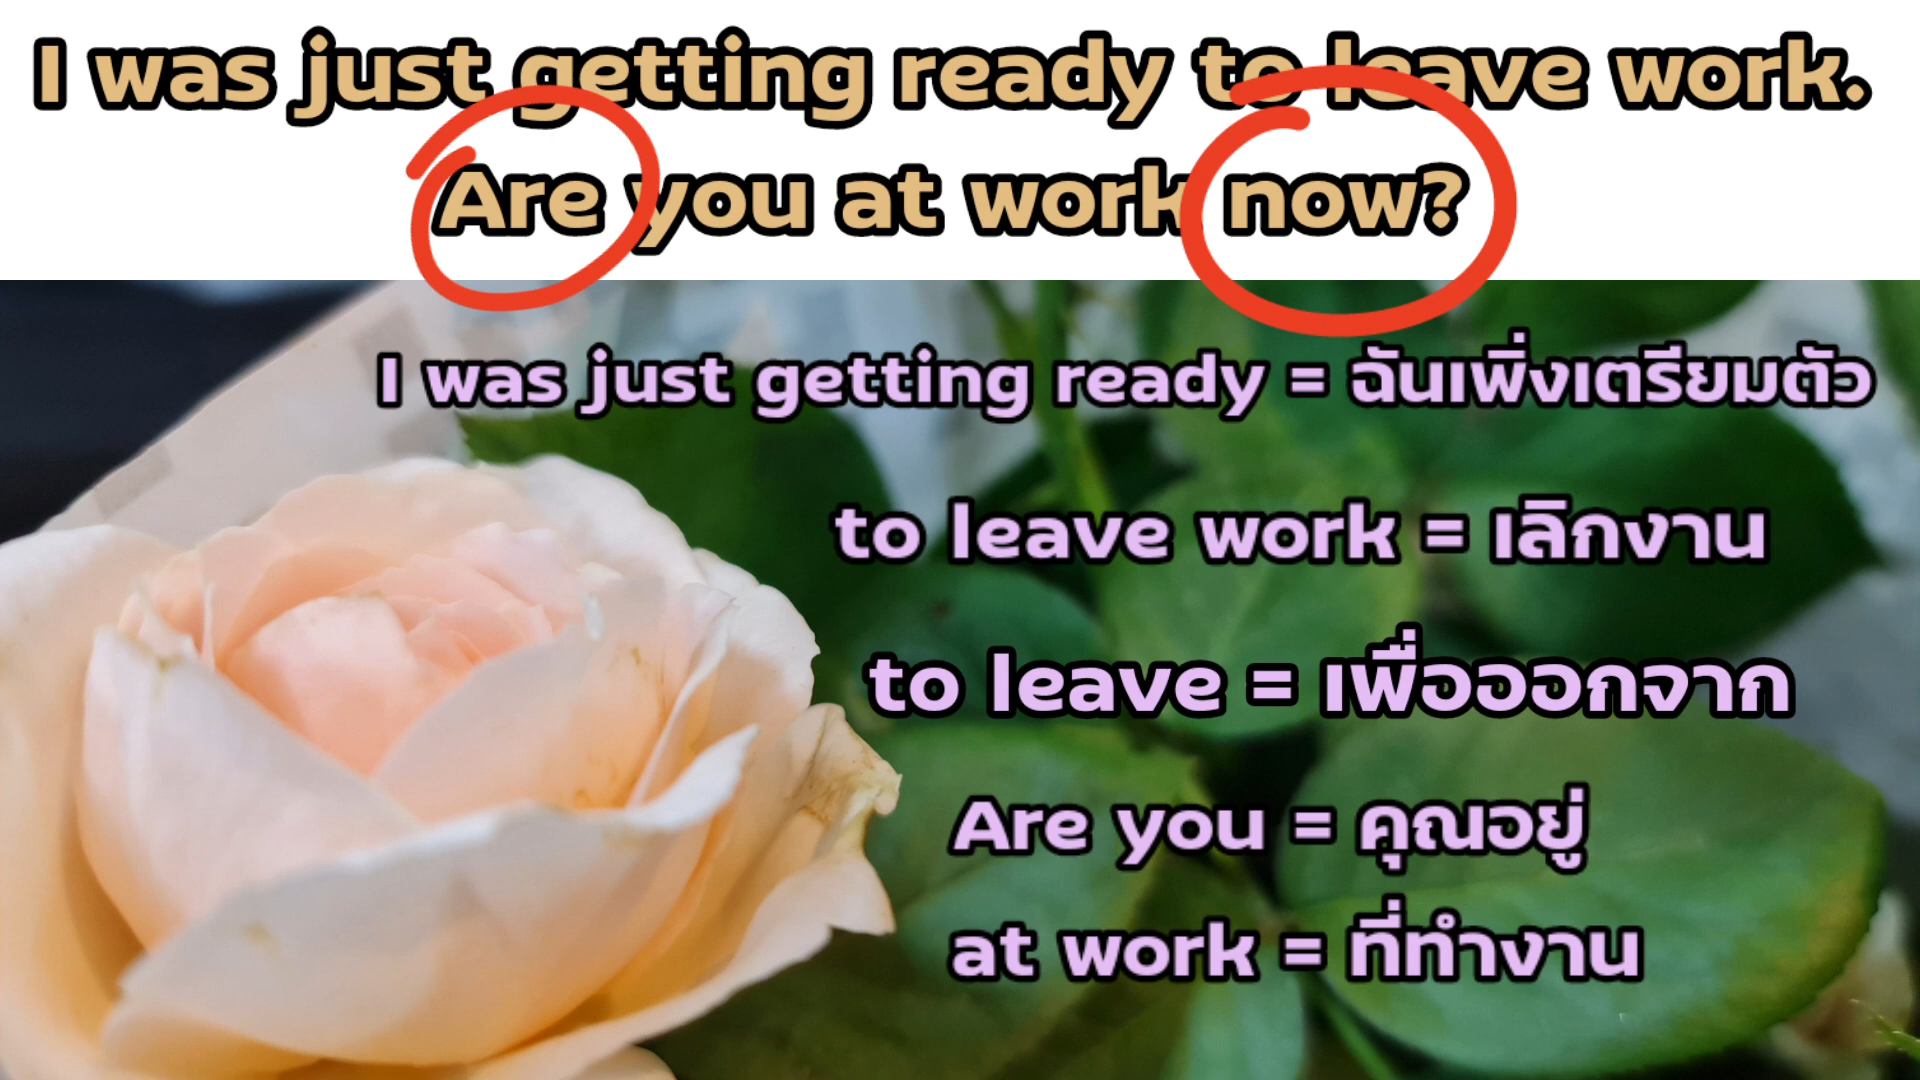 I was just getting ready to leave work.
Are you at work now?
I was just getting ready = ฉันเพิ่งเตรียมตัว
to leave work = เลิกงาน
to leave = เพื่อออกจาก
Are you = คุณอยู่
at work = ที่ทำงาน